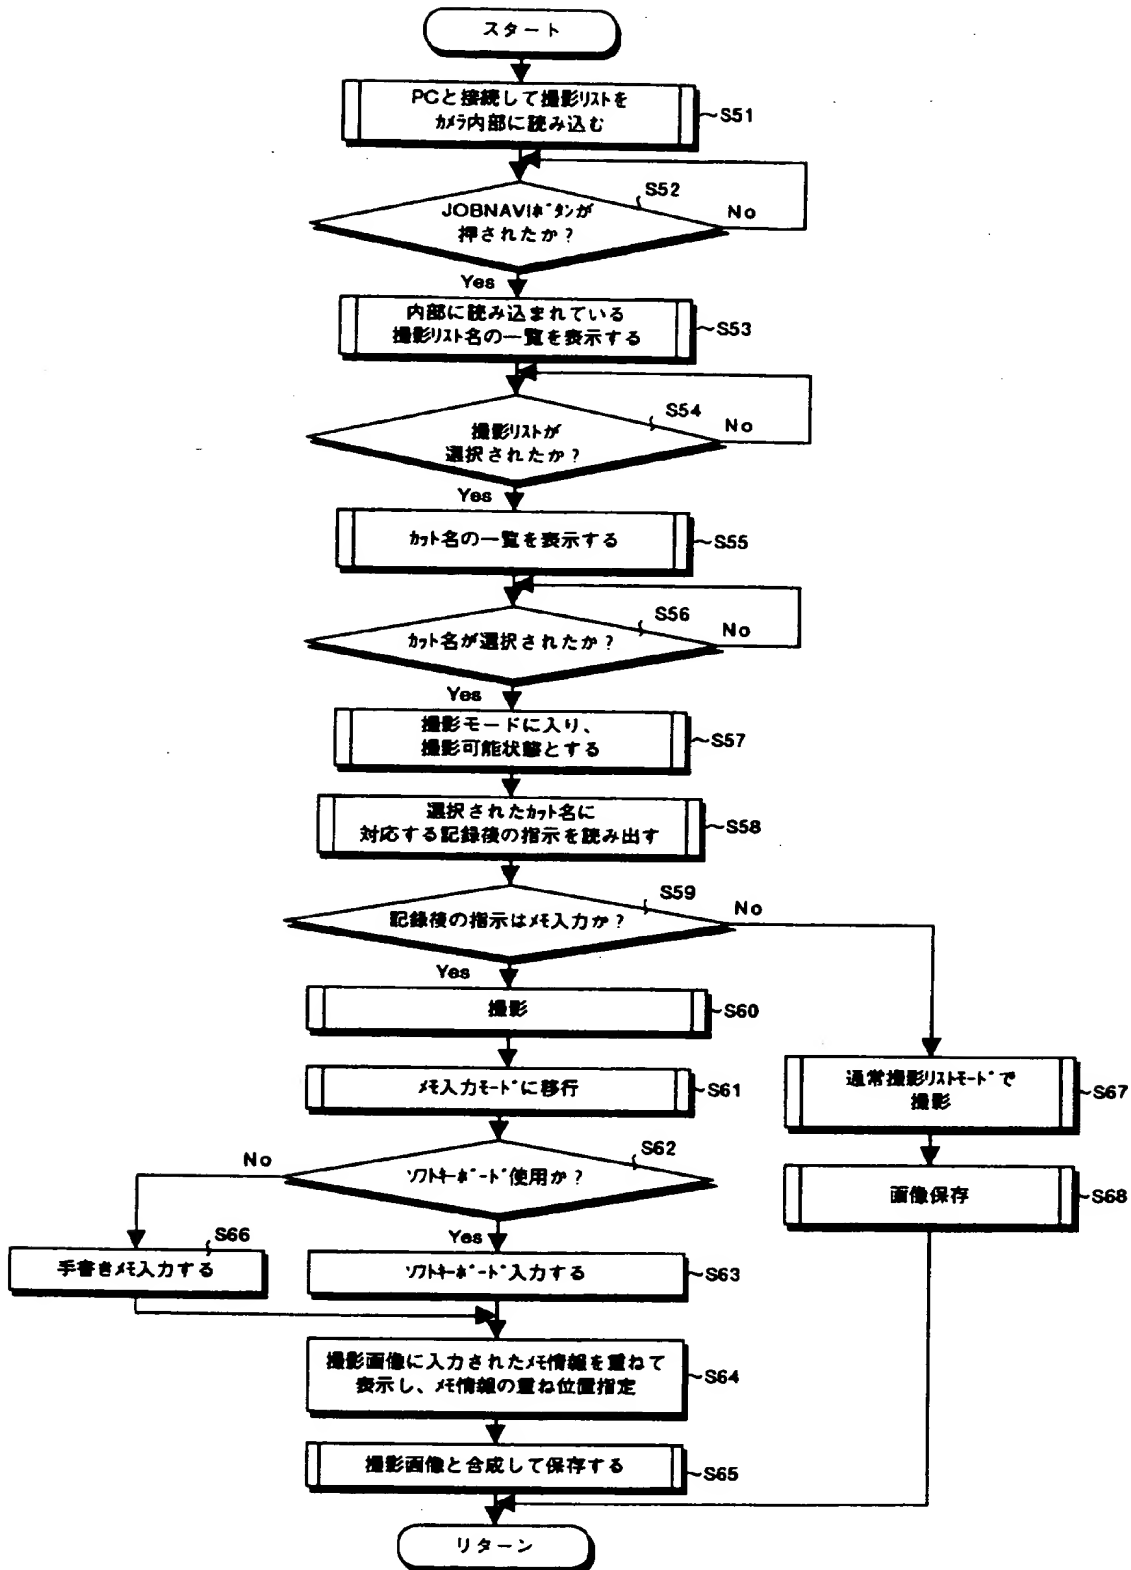 スタート
PCと接続して撮影リストを
カメラ内部に読み込む
S51
S52
JOBNAVIボタンが
押されたか?
No
Yes
内部に読み込まれている
撮影リスト名の一覧を表示する
S53
S54
撮影リストが
選択されたか?
No
Yes
カット名の一覧を表示する
S55
S56
カット名が選択されたか?
No
Yes
撮影モードに入り、
撮影可能状態とする
S57
選択されたカット名に
対応する記録後の指示を読み出す
S58
S59
記録後の指示はメモ入力か?
No
Yes
撮影
S60
メモ入力モードに移行
S61
通常撮影リストモードで
撮影
S67
S62
ソフトキーボード使用か?
No
Yes
画像保存
S68
S66
手書きメモ入力する
ソフトキーボード入力する
S63
撮影画像に入力されたメモ情報を重ねて
表示し、メモ情報の重ね位置指定
S64
撮影画像と合成して保存する
S65
リターン